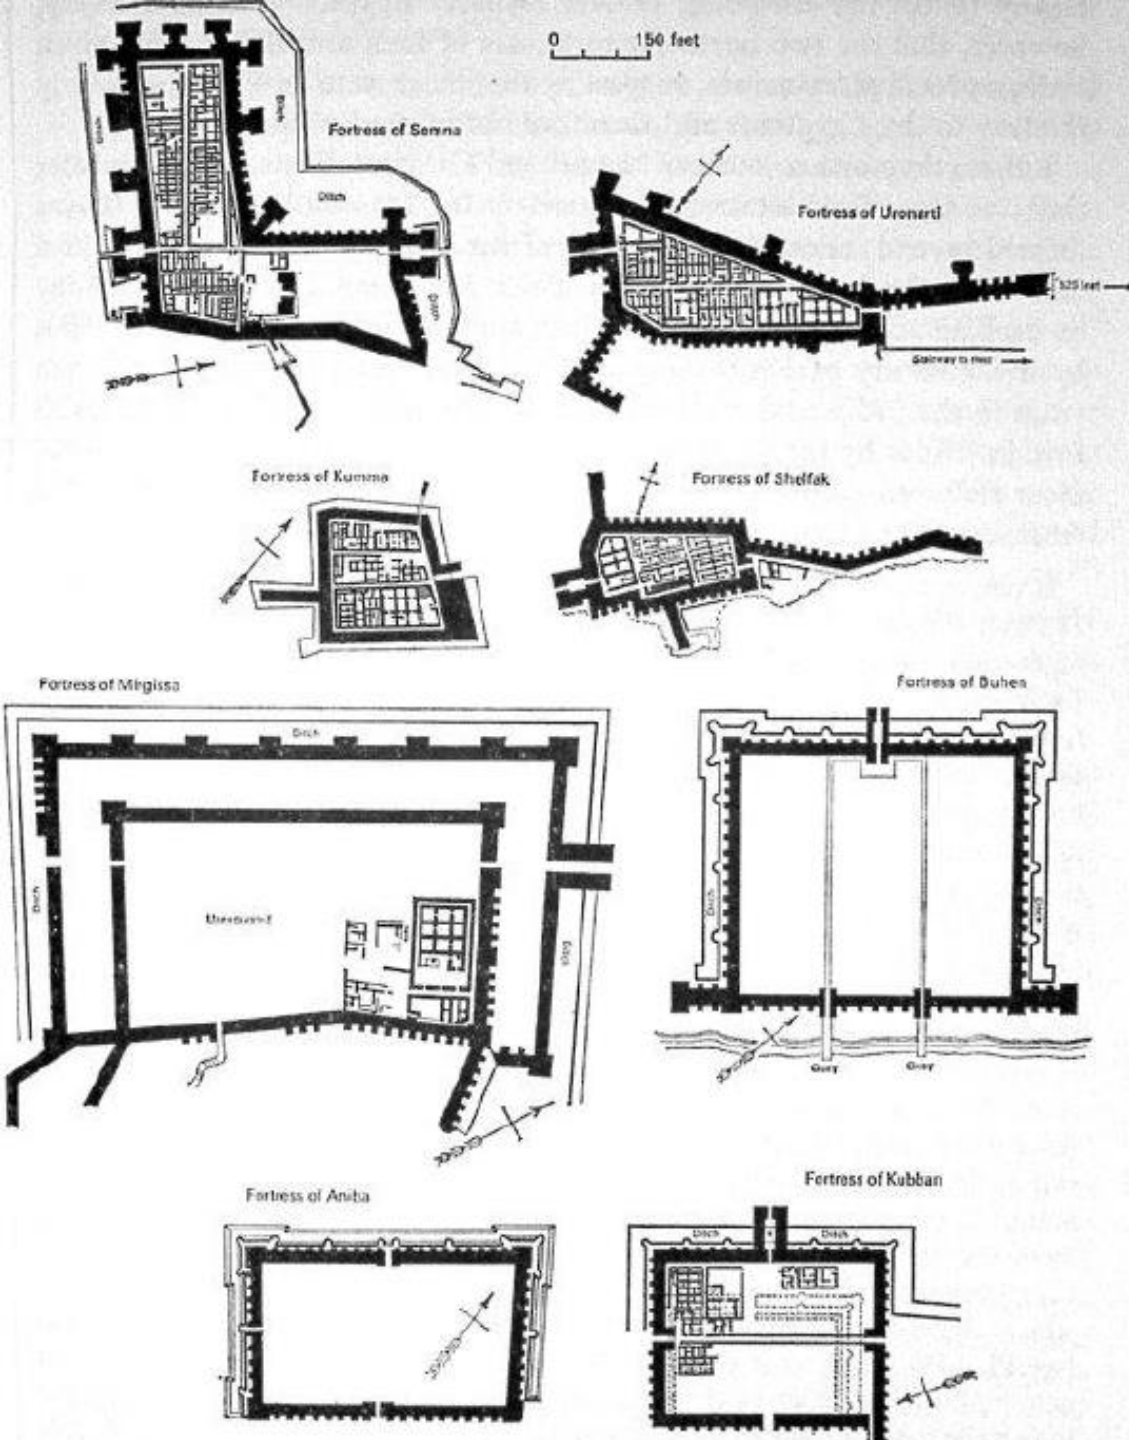 0 150 feet
Fortress of Semna
Ditch
Ditch
Ditch
Fortress of Uronarti
525 feet
Stairway to river
Fortress of Kumma
Fortress of Shelfak
Fortress of Mirgissa
Fortress of Buhen
Ditch
Ditch
Ditch
Ditch
Ditch
Quay
Quay
Fortress of Aniba
Fortress of Kubban
Ditch
Ditch